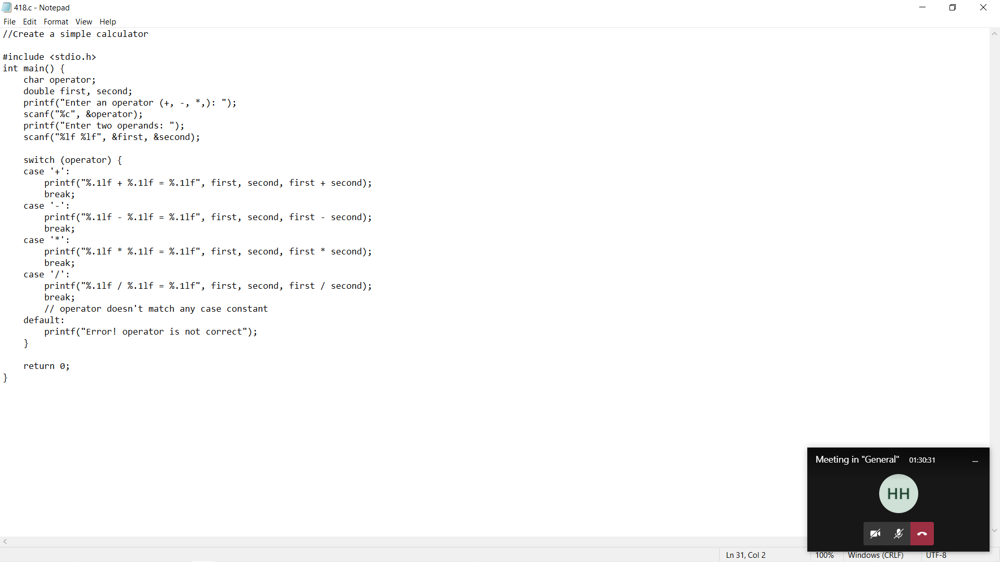 418.c - Notepad
File Edit Format View Help
//Create a simple calculator
#include <stdio.h>
int main() {
    char operator;
    double first, second;
    printf("Enter an operator (+, -, *,): ");
    scanf("%c", &operator);
    printf("Enter two operands: ");
    scanf("%lf %lf", &first, &second);
    switch (operator) {
    case '+':
        printf("%.1lf + %.1lf = %.1lf", first, second, first + second);
        break;
    case '-':
        printf("%.1lf - %.1lf = %.1lf", first, second, first - second);
        break;
    case '*':
        printf("%.1lf * %.1lf = %.1lf", first, second, first * second);
        break;
    case '/':
        printf("%.1lf / %.1lf = %.1lf", first, second, first / second);
        break;
        // operator doesn't match any case constant
    default:
        printf("Error! operator is not correct");
    }
    return 0;
}
Meeting in "General" 01:30:31
HH
Ln 31, Col 2 100% Windows (CRLF) UTF-8